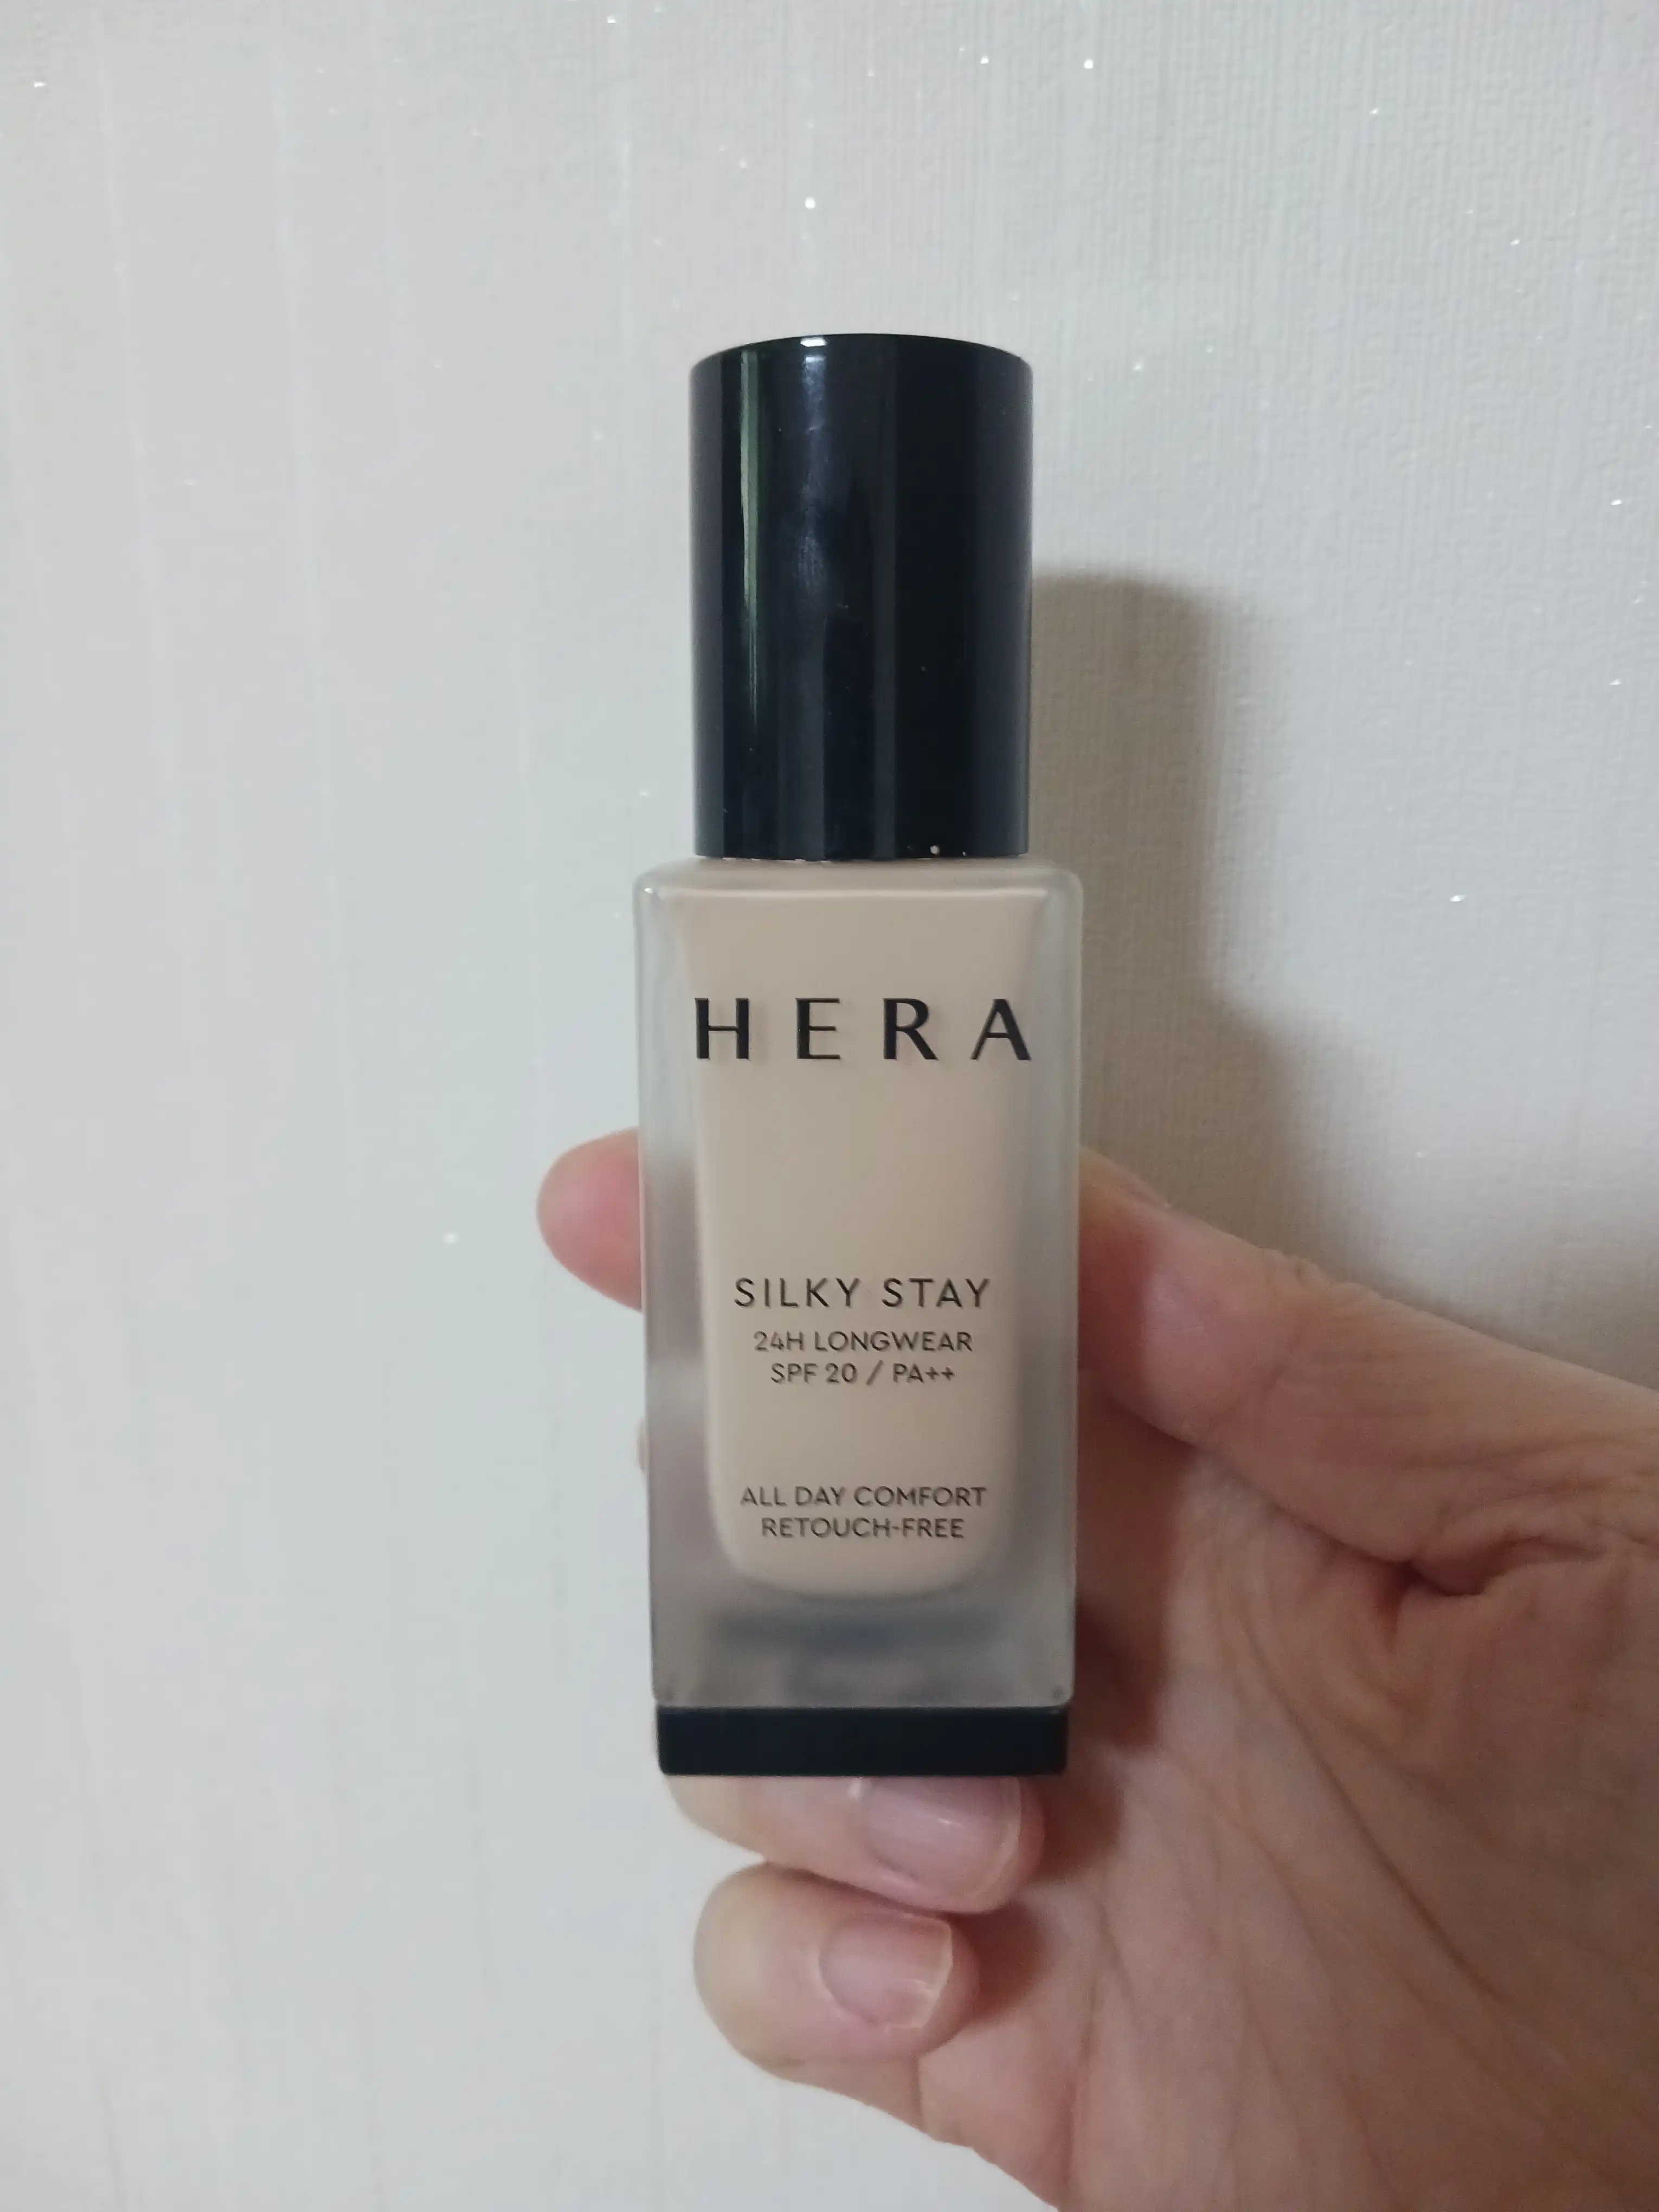 HERA
SILKY STAY
24H LONGWEAR
SPF 20 / PA++
ALL DAY COMFORT
RETOUCH-FREE